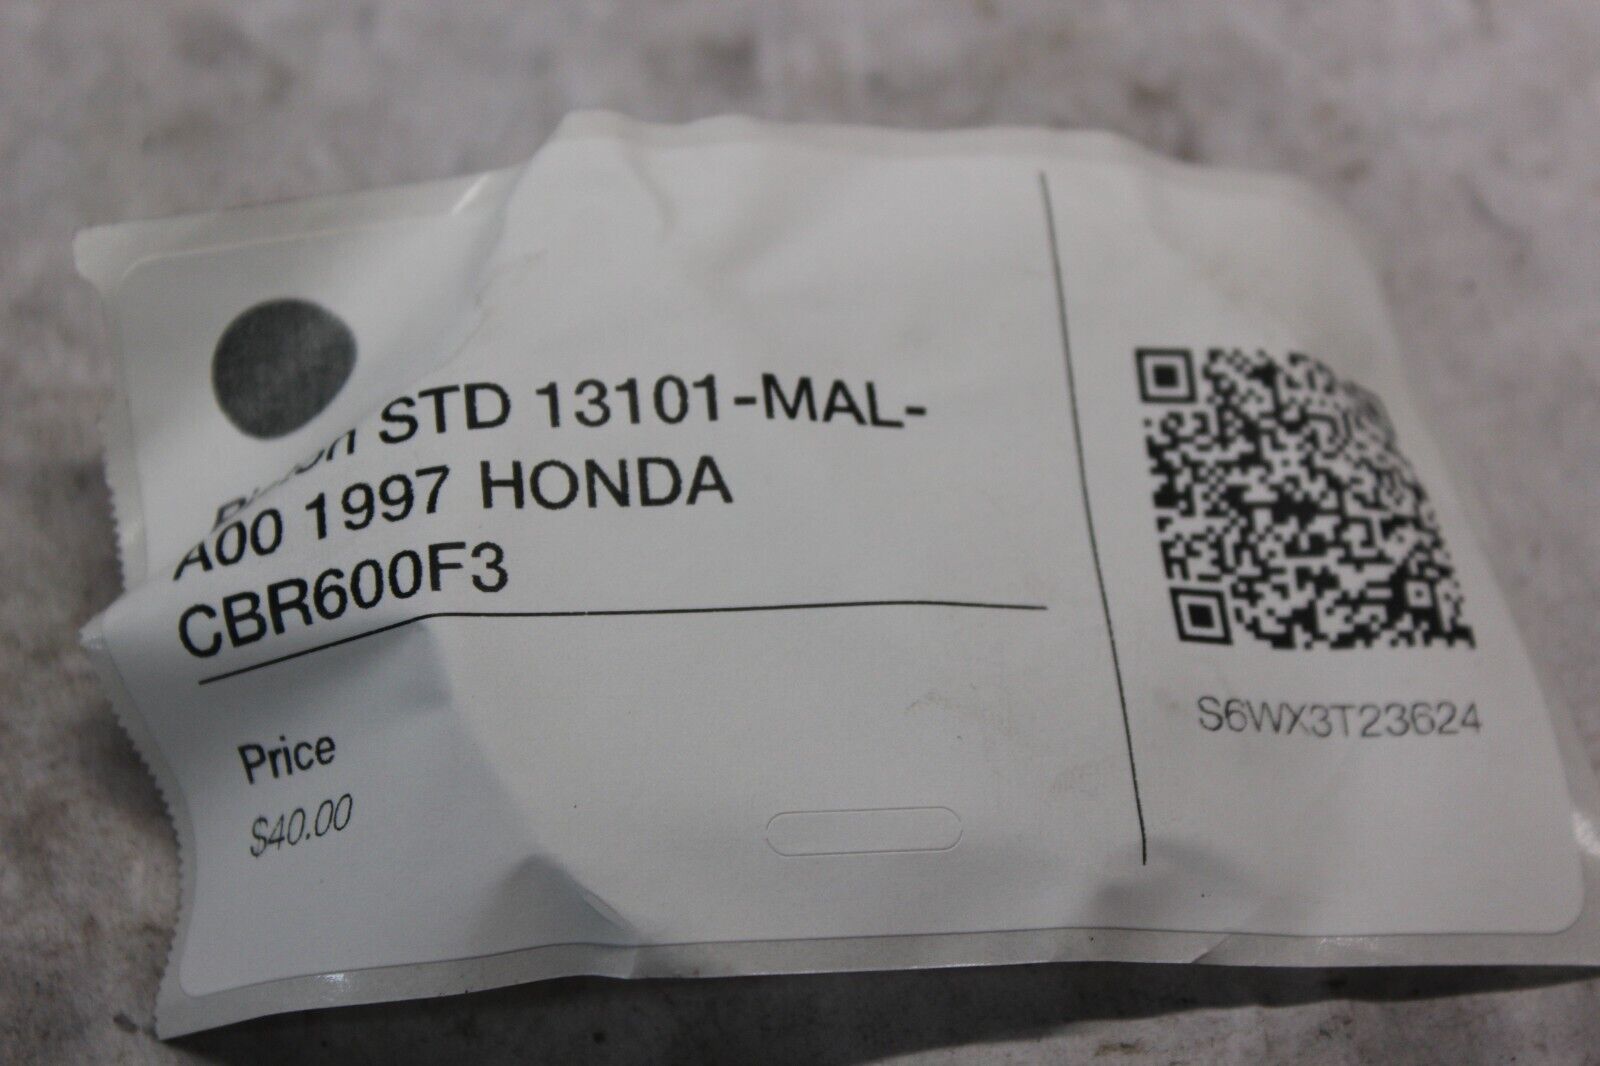 STD 13101-MAL-
A00 1997 HONDA
CBR600F3
Price
$40.00
S6WX3T23624